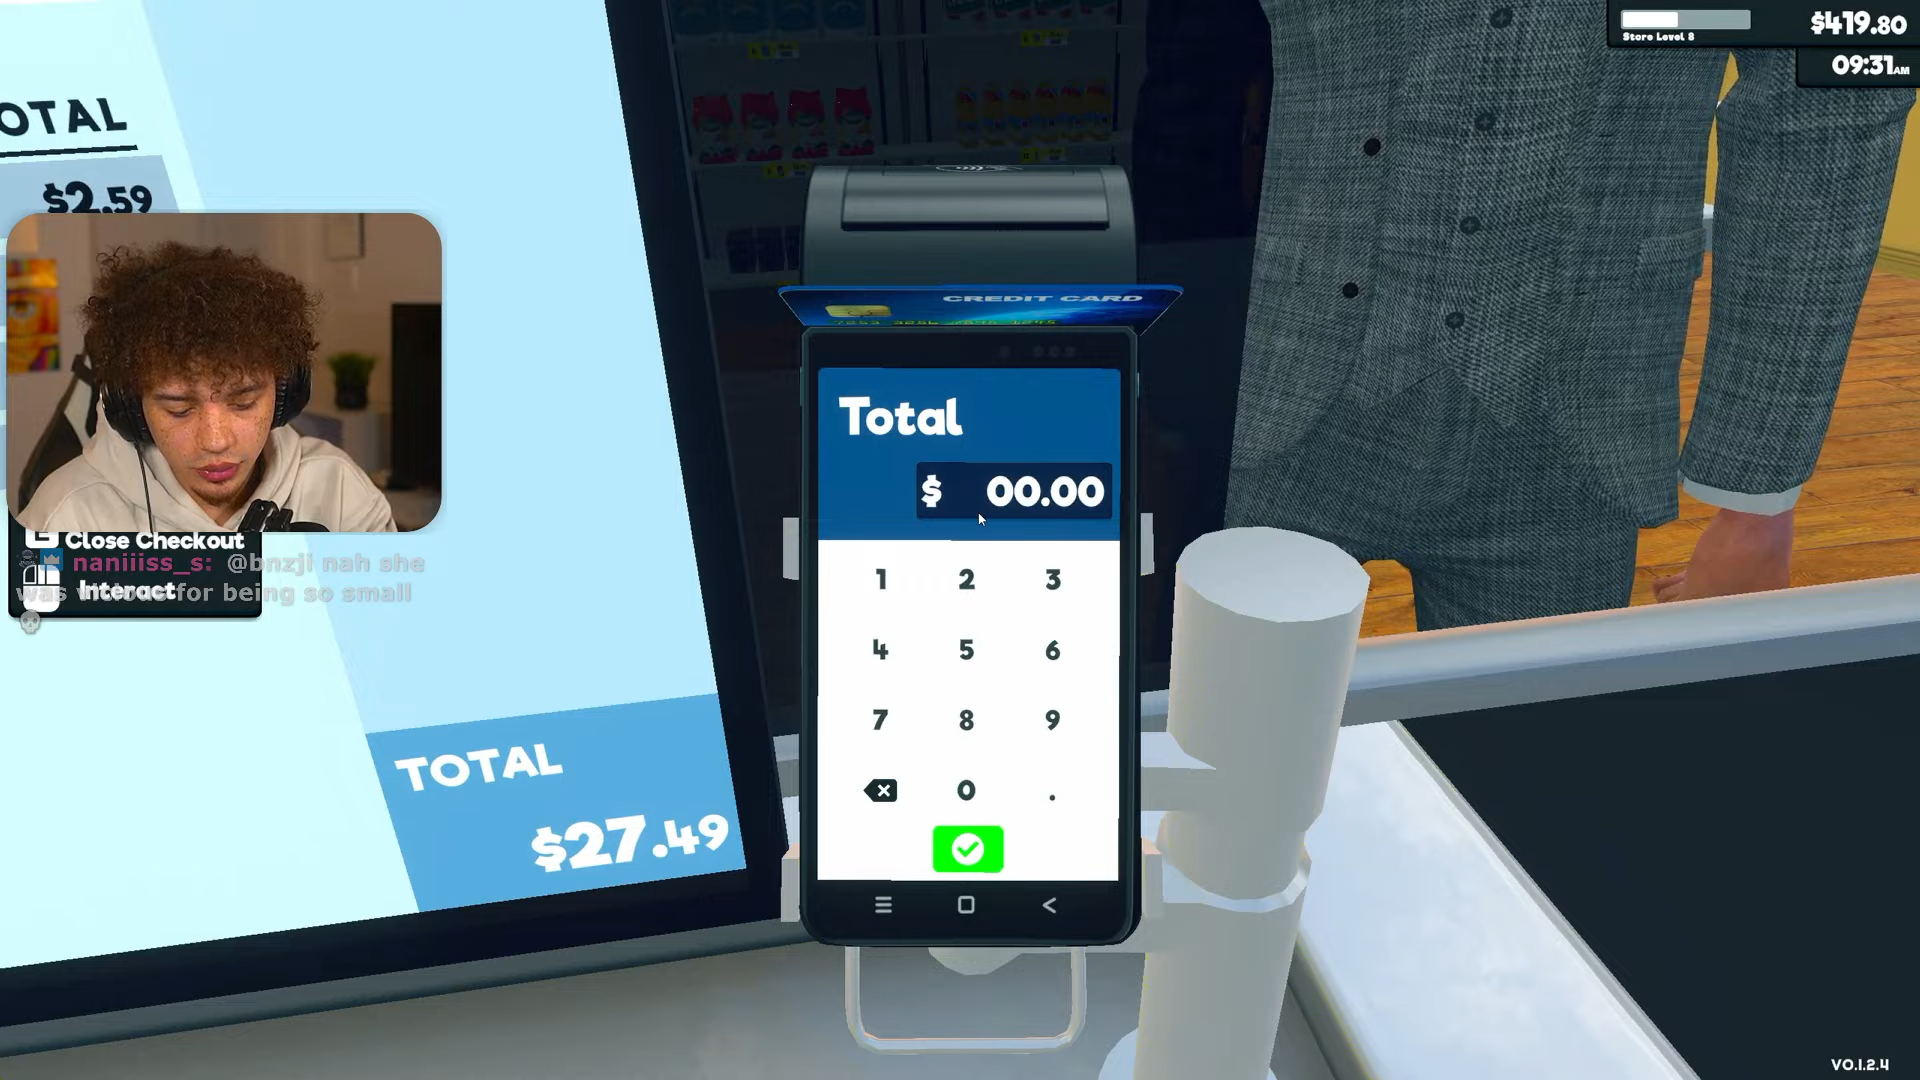 Store Level 8
$419.80
09:31AM
OTAL
$2.59
CREDIT CARD
Total
$ 00.00
1 2 3
4 5 6
7 8 9
0 .
Close Checkout
naniiiss_s: @bnzji nah she
Interact
for being so small
TOTAL
$27.49
V0.1.2.4